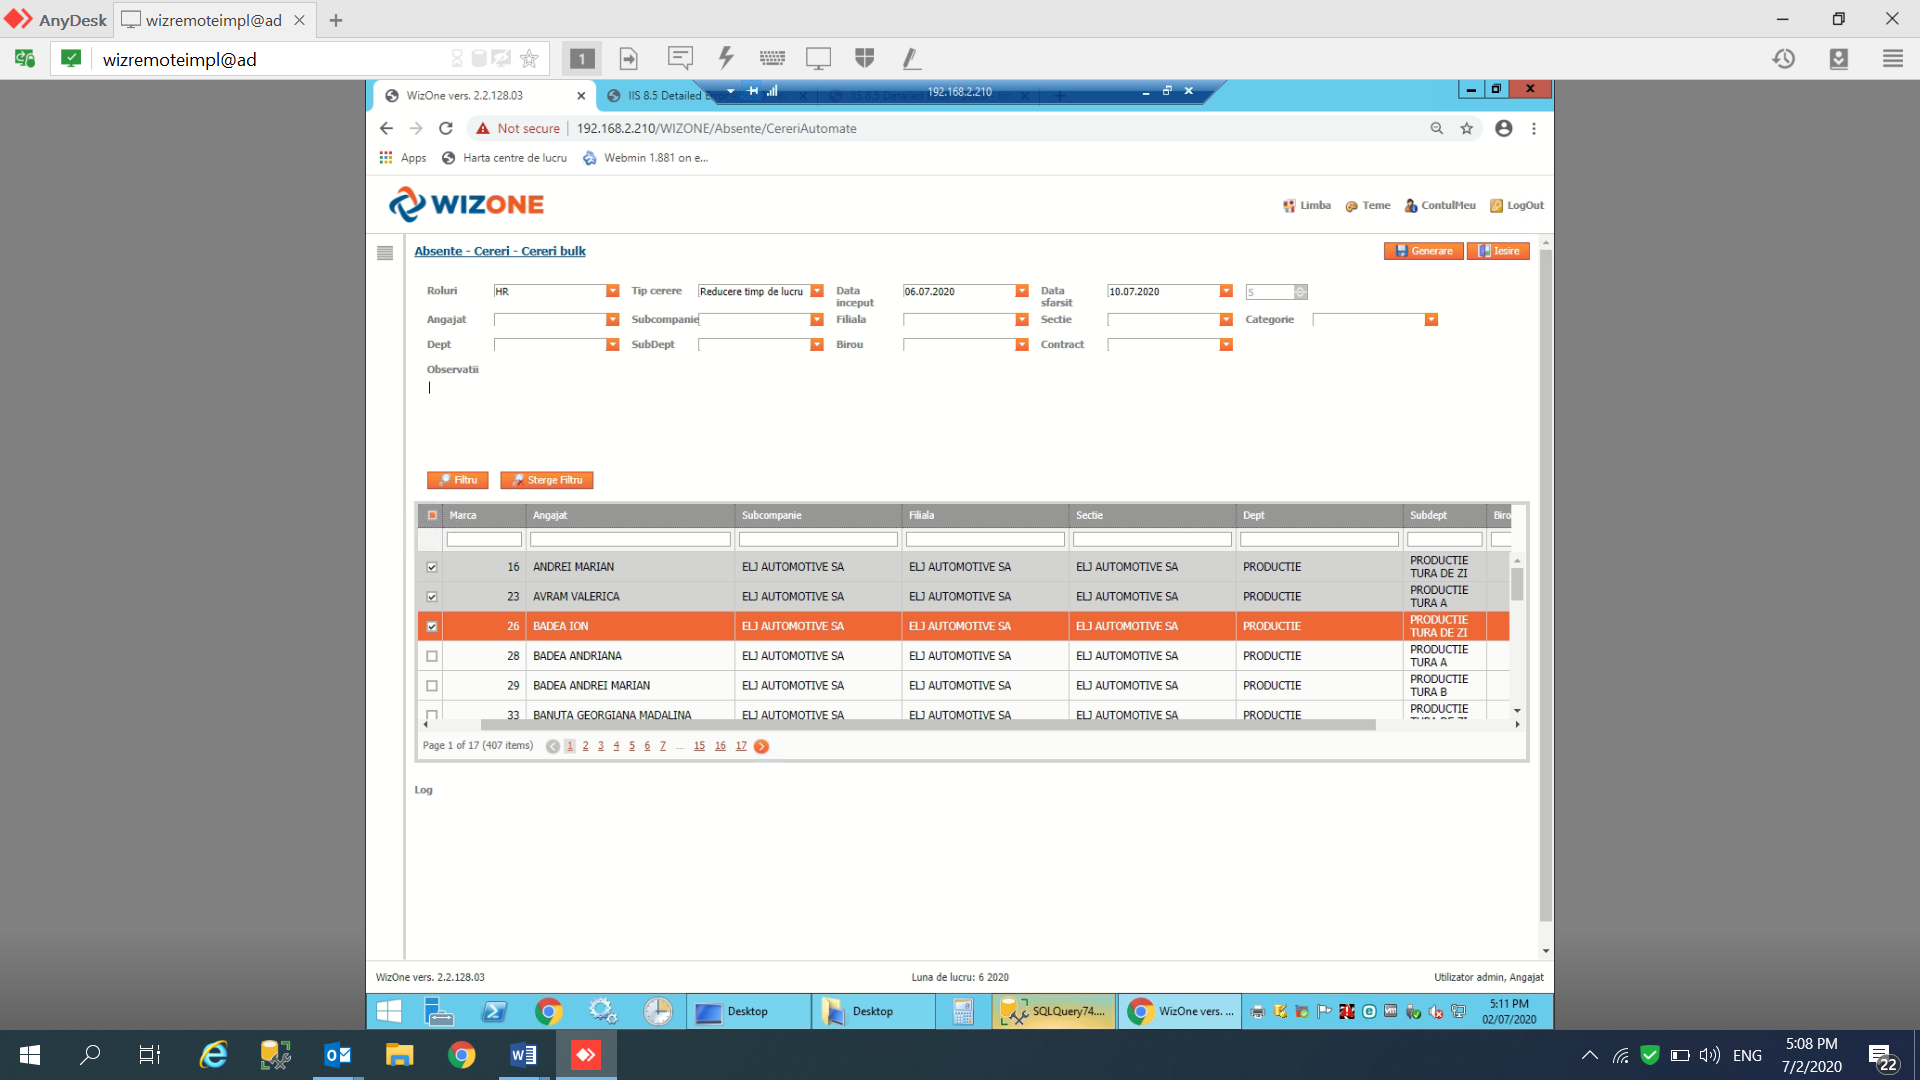 AnyDesk wizremoteimpl@ad
wizremoteimpl@ad 1
WizOne vers. 2.2.128.03 IIS 8.5 Detailed 192.168.2.210
Not secure 192.168.2.210/WIZONE/Absente/CereriAutomate
Apps Harta centre de lucru Webmin 1.881 on e...
WIZONE Limba Teme ContulMeu LogOut
Absente - Cereri - Cereri bulk Generare Iesire
Roluri HR Tip cerere Reducere timp de lucru Data inceput 06.07.2020 Data sfarsit 10.07.2020 5
Angajat Subcompanie Filiala Sectie Categorie
Dept SubDept Birou Contract
Observatii
Filtru Sterge Filtru
Marca Angajat Subcompanie Filiala Sectie Dept Subdept Biro
16 ANDREI MARIAN ELJ AUTOMOTIVE SA ELJ AUTOMOTIVE SA ELJ AUTOMOTIVE SA PRODUCTIE PRODUCTIE TURA DE ZI
23 AVRAM VALERICA ELJ AUTOMOTIVE SA ELJ AUTOMOTIVE SA ELJ AUTOMOTIVE SA PRODUCTIE PRODUCTIE TURA A
26 BADEA ION ELJ AUTOMOTIVE SA ELJ AUTOMOTIVE SA ELJ AUTOMOTIVE SA PRODUCTIE PRODUCTIE TURA DE ZI
28 BADEA ANDRIANA ELJ AUTOMOTIVE SA ELJ AUTOMOTIVE SA ELJ AUTOMOTIVE SA PRODUCTIE PRODUCTIE TURA A
29 BADEA ANDREI MARIAN ELJ AUTOMOTIVE SA ELJ AUTOMOTIVE SA ELJ AUTOMOTIVE SA PRODUCTIE PRODUCTIE TURA B
33 BANUTA GEORGIANA MADALINA ELJ AUTOMOTIVE SA ELJ AUTOMOTIVE SA ELJ AUTOMOTIVE SA PRODUCTIE PRODUCTIE
Page 1 of 17 (407 items) 1 2 3 4 5 6 7 ... 15 16 17
Log
WizOne vers. 2.2.128.03 Luna de lucru: 6 2020 Utilizator admin, Angajat
Desktop Desktop SQLQuery74.... WizOne vers. ... 5:11 PM
02/07/2020
ENG 5:08 PM
7/2/2020 22